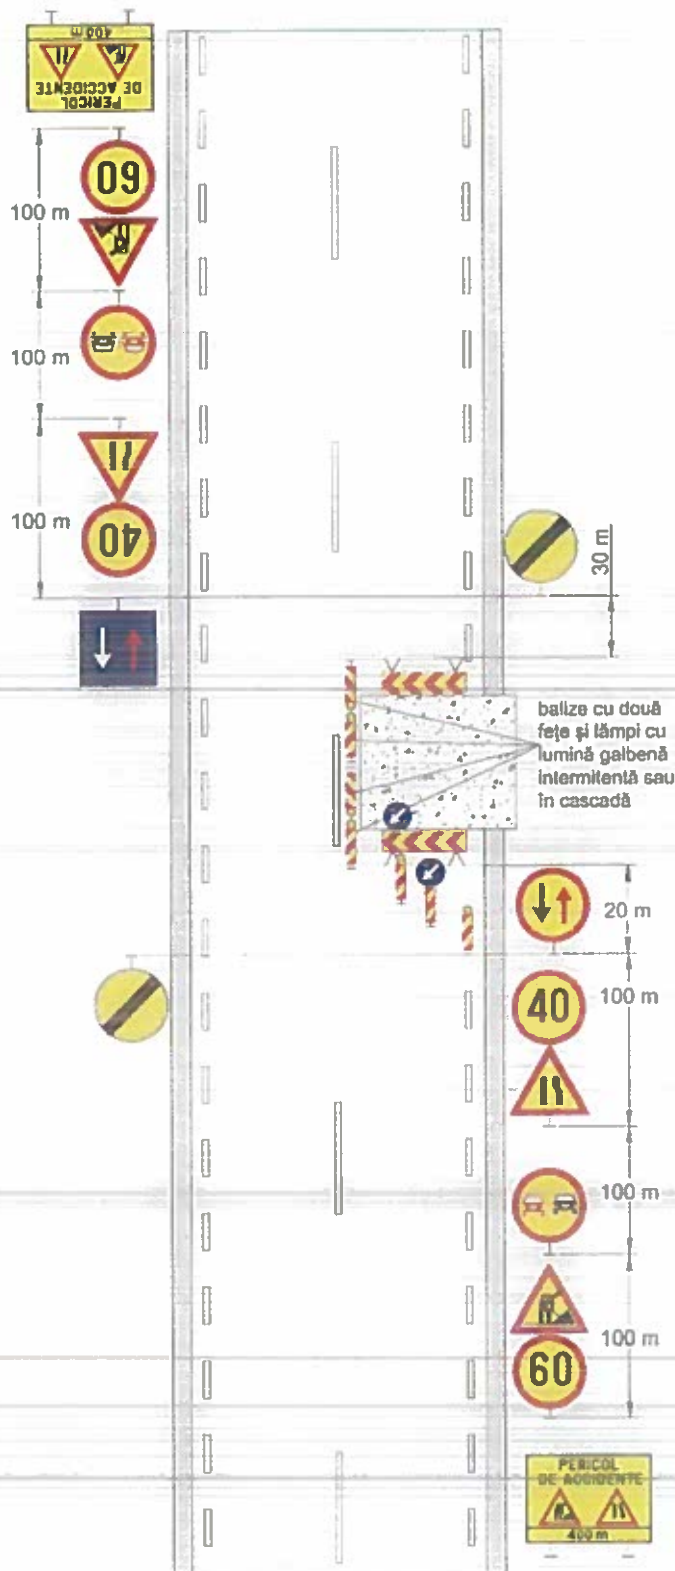 400 m
PERICOL
DE ACCIDENTE
60
100 m
100 m
100 m
40
30 m
balize cu două
fețe și lămpi cu
lumină galbenă
intermitentă sau
în cascadă
20 m
40
100 m
100 m
100 m
60
PERICOL
DE ACCIDENTE
400 m